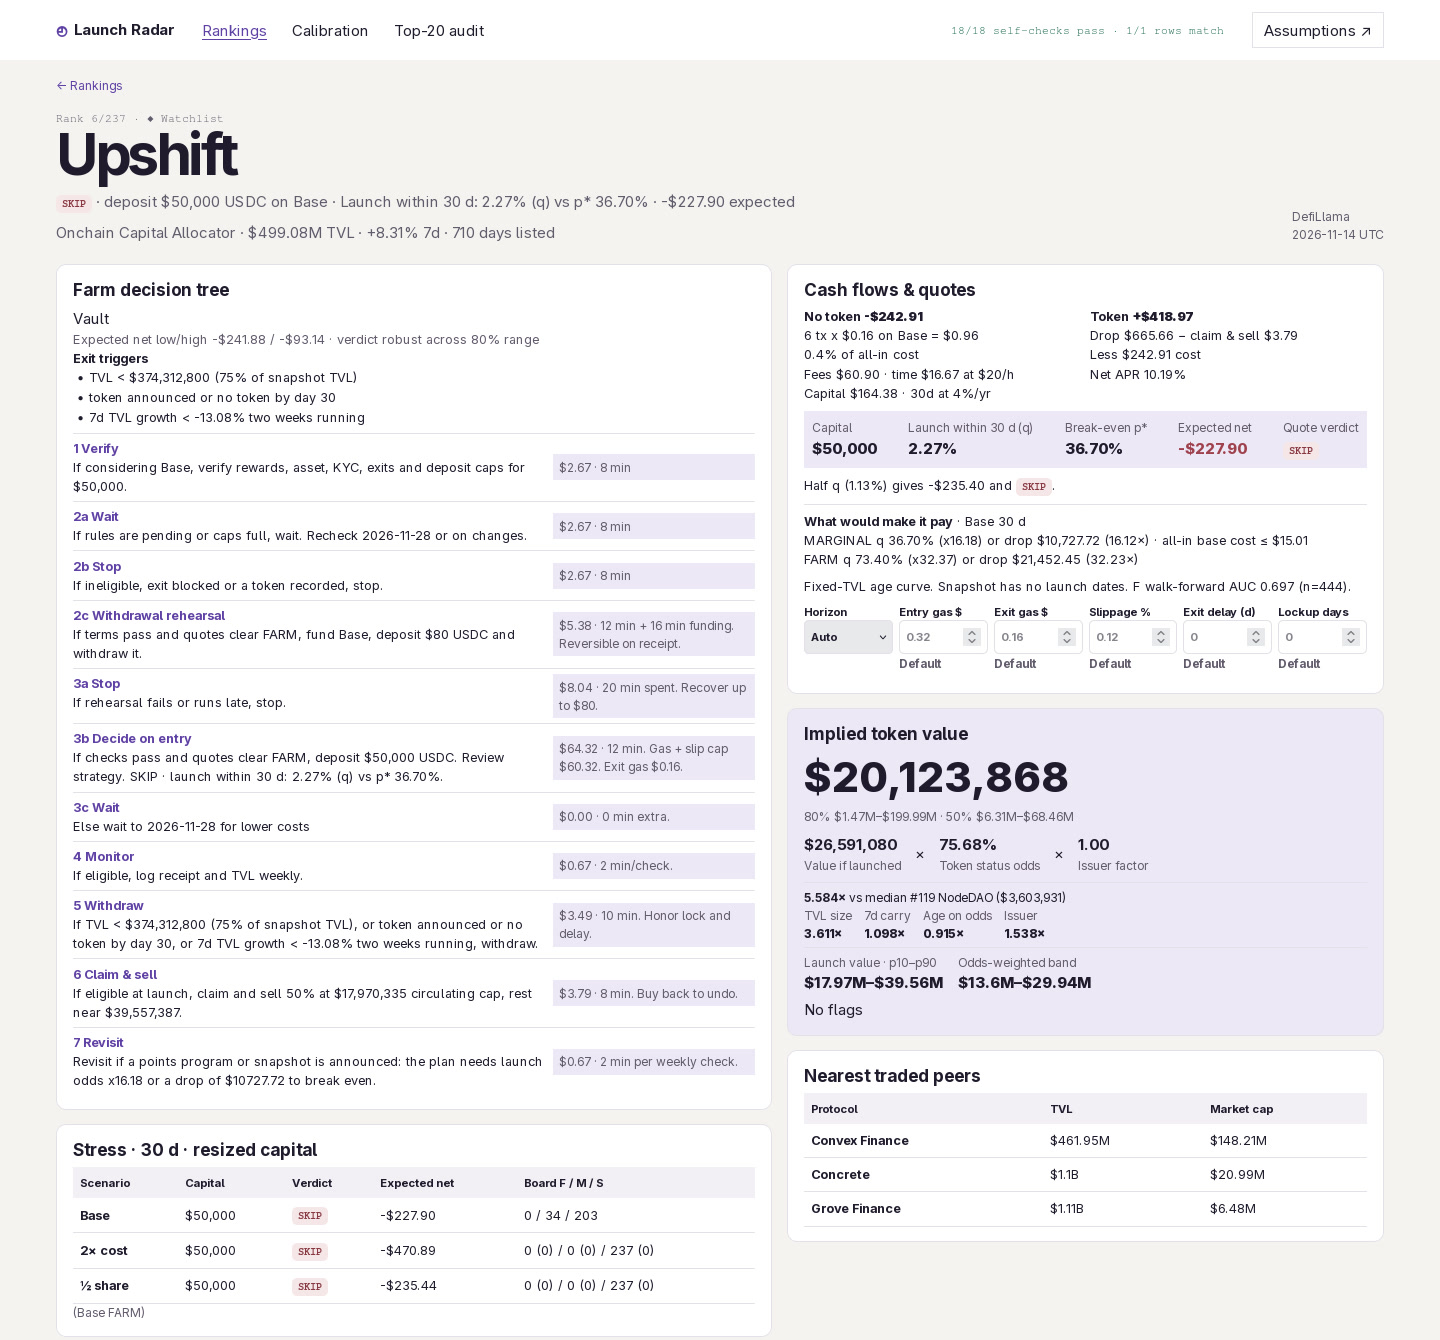 Launch Radar
Rankings
Calibration
Top-20 audit
18/18 self-checks pass · 1/1 rows match
Assumptions ↗
← Rankings
Rank 6/237 · ◆ Watchlist
Upshift
SKIP · deposit $50,000 USDC on Base · Launch within 30 d: 2.27% (q) vs p* 36.70% · -$227.90 expected
Onchain Capital Allocator · $499.08M TVL · +8.31% 7d · 710 days listed
DefiLlama
2026-11-14 UTC
Farm decision tree
Vault
Expected net low/high -$241.88 / -$93.14 · verdict robust across 80% range
Exit triggers
• TVL < $374,312,800 (75% of snapshot TVL)
• token announced or no token by day 30
• 7d TVL growth < -13.08% two weeks running
1 Verify
If considering Base, verify rewards, asset, KYC, exits and deposit caps for
$50,000.
$2.67 · 8 min
2a Wait
If rules are pending or caps full, wait. Recheck 2026-11-28 or on changes.
$2.67 · 8 min
2b Stop
If ineligible, exit blocked or a token recorded, stop.
$2.67 · 8 min
2c Withdrawal rehearsal
If terms pass and quotes clear FARM, fund Base, deposit $80 USDC and
withdraw it.
$5.38 · 12 min + 16 min funding.
Reversible on receipt.
3a Stop
If rehearsal fails or runs late, stop.
$8.04 · 20 min spent. Recover up
to $80.
3b Decide on entry
If checks pass and quotes clear FARM, deposit $50,000 USDC. Review
strategy. SKIP · launch within 30 d: 2.27% (q) vs p* 36.70%.
$64.32 · 12 min. Gas + slip cap
$60.32. Exit gas $0.16.
3c Wait
Else wait to 2026-11-28 for lower costs
$0.00 · 0 min extra.
4 Monitor
If eligible, log receipt and TVL weekly.
$0.67 · 2 min/check.
5 Withdraw
If TVL < $374,312,800 (75% of snapshot TVL), or token announced or no
token by day 30, or 7d TVL growth < -13.08% two weeks running, withdraw.
$3.49 · 10 min. Honor lock and
delay.
6 Claim & sell
If eligible at launch, claim and sell 50% at $17,970,335 circulating cap, rest
near $39,557,387.
$3.79 · 8 min. Buy back to undo.
7 Revisit
Revisit if a points program or snapshot is announced: the plan needs launch
odds x16.18 or a drop of $10727.72 to break even.
$0.67 · 2 min per weekly check.
Stress · 30 d · resized capital
Scenario Capital Verdict Expected net Board F / M / S
Base $50,000 SKIP -$227.90 0 / 34 / 203
2× cost $50,000 SKIP -$470.89 0 (0) / 0 (0) / 237 (0)
½ share $50,000 SKIP -$235.44 0 (0) / 0 (0) / 237 (0)
(Base FARM)
Cash flows & quotes
No token -$242.91
6 tx x $0.16 on Base = $0.96
0.4% of all-in cost
Fees $60.90 · time $16.67 at $20/h
Capital $164.38 · 30d at 4%/yr
Token +$418.97
Drop $665.66 − claim & sell $3.79
Less $242.91 cost
Net APR 10.19%
Capital Launch within 30 d (q) Break-even p* Expected net Quote verdict
$50,000 2.27% 36.70% -$227.90 SKIP
Half q (1.13%) gives -$235.40 and SKIP.
What would make it pay · Base 30 d
MARGINAL q 36.70% (x16.18) or drop $10,727.72 (16.12×) · all-in base cost ≤ $15.01
FARM q 73.40% (x32.37) or drop $21,452.45 (32.23×)
Fixed-TVL age curve. Snapshot has no launch dates. F walk-forward AUC 0.697 (n=444).
Horizon Entry gas $ Exit gas $ Slippage % Exit delay (d) Lockup days
Auto 0.32 0.16 0.12 0 0
Default Default Default Default Default
Implied token value
$20,123,868
80% $1.47M–$199.99M · 50% $6.31M–$68.46M
$26,591,080 × 75.68% × 1.00
Value if launched Token status odds Issuer factor
5.584× vs median #119 NodeDAO ($3,603,931)
TVL size 7d carry Age on odds Issuer
3.611× 1.098× 0.915× 1.538×
Launch value · p10–p90 Odds-weighted band
$17.97M–$39.56M $13.6M–$29.94M
No flags
Nearest traded peers
Protocol TVL Market cap
Convex Finance $461.95M $148.21M
Concrete $1.1B $20.99M
Grove Finance $1.11B $6.48M